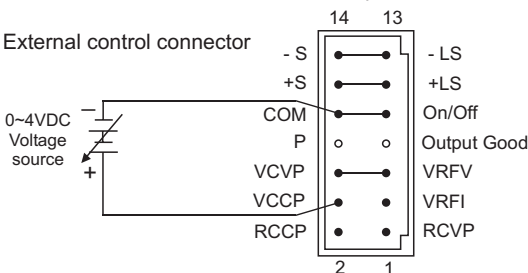 14 13
External control connector
- S - LS
+S +LS
COM On/Off
0~4VDC
Voltage
source
–
+
P Output Good
VCVP VRFV
VCCP VRFI
RCCP RCVP
2 1